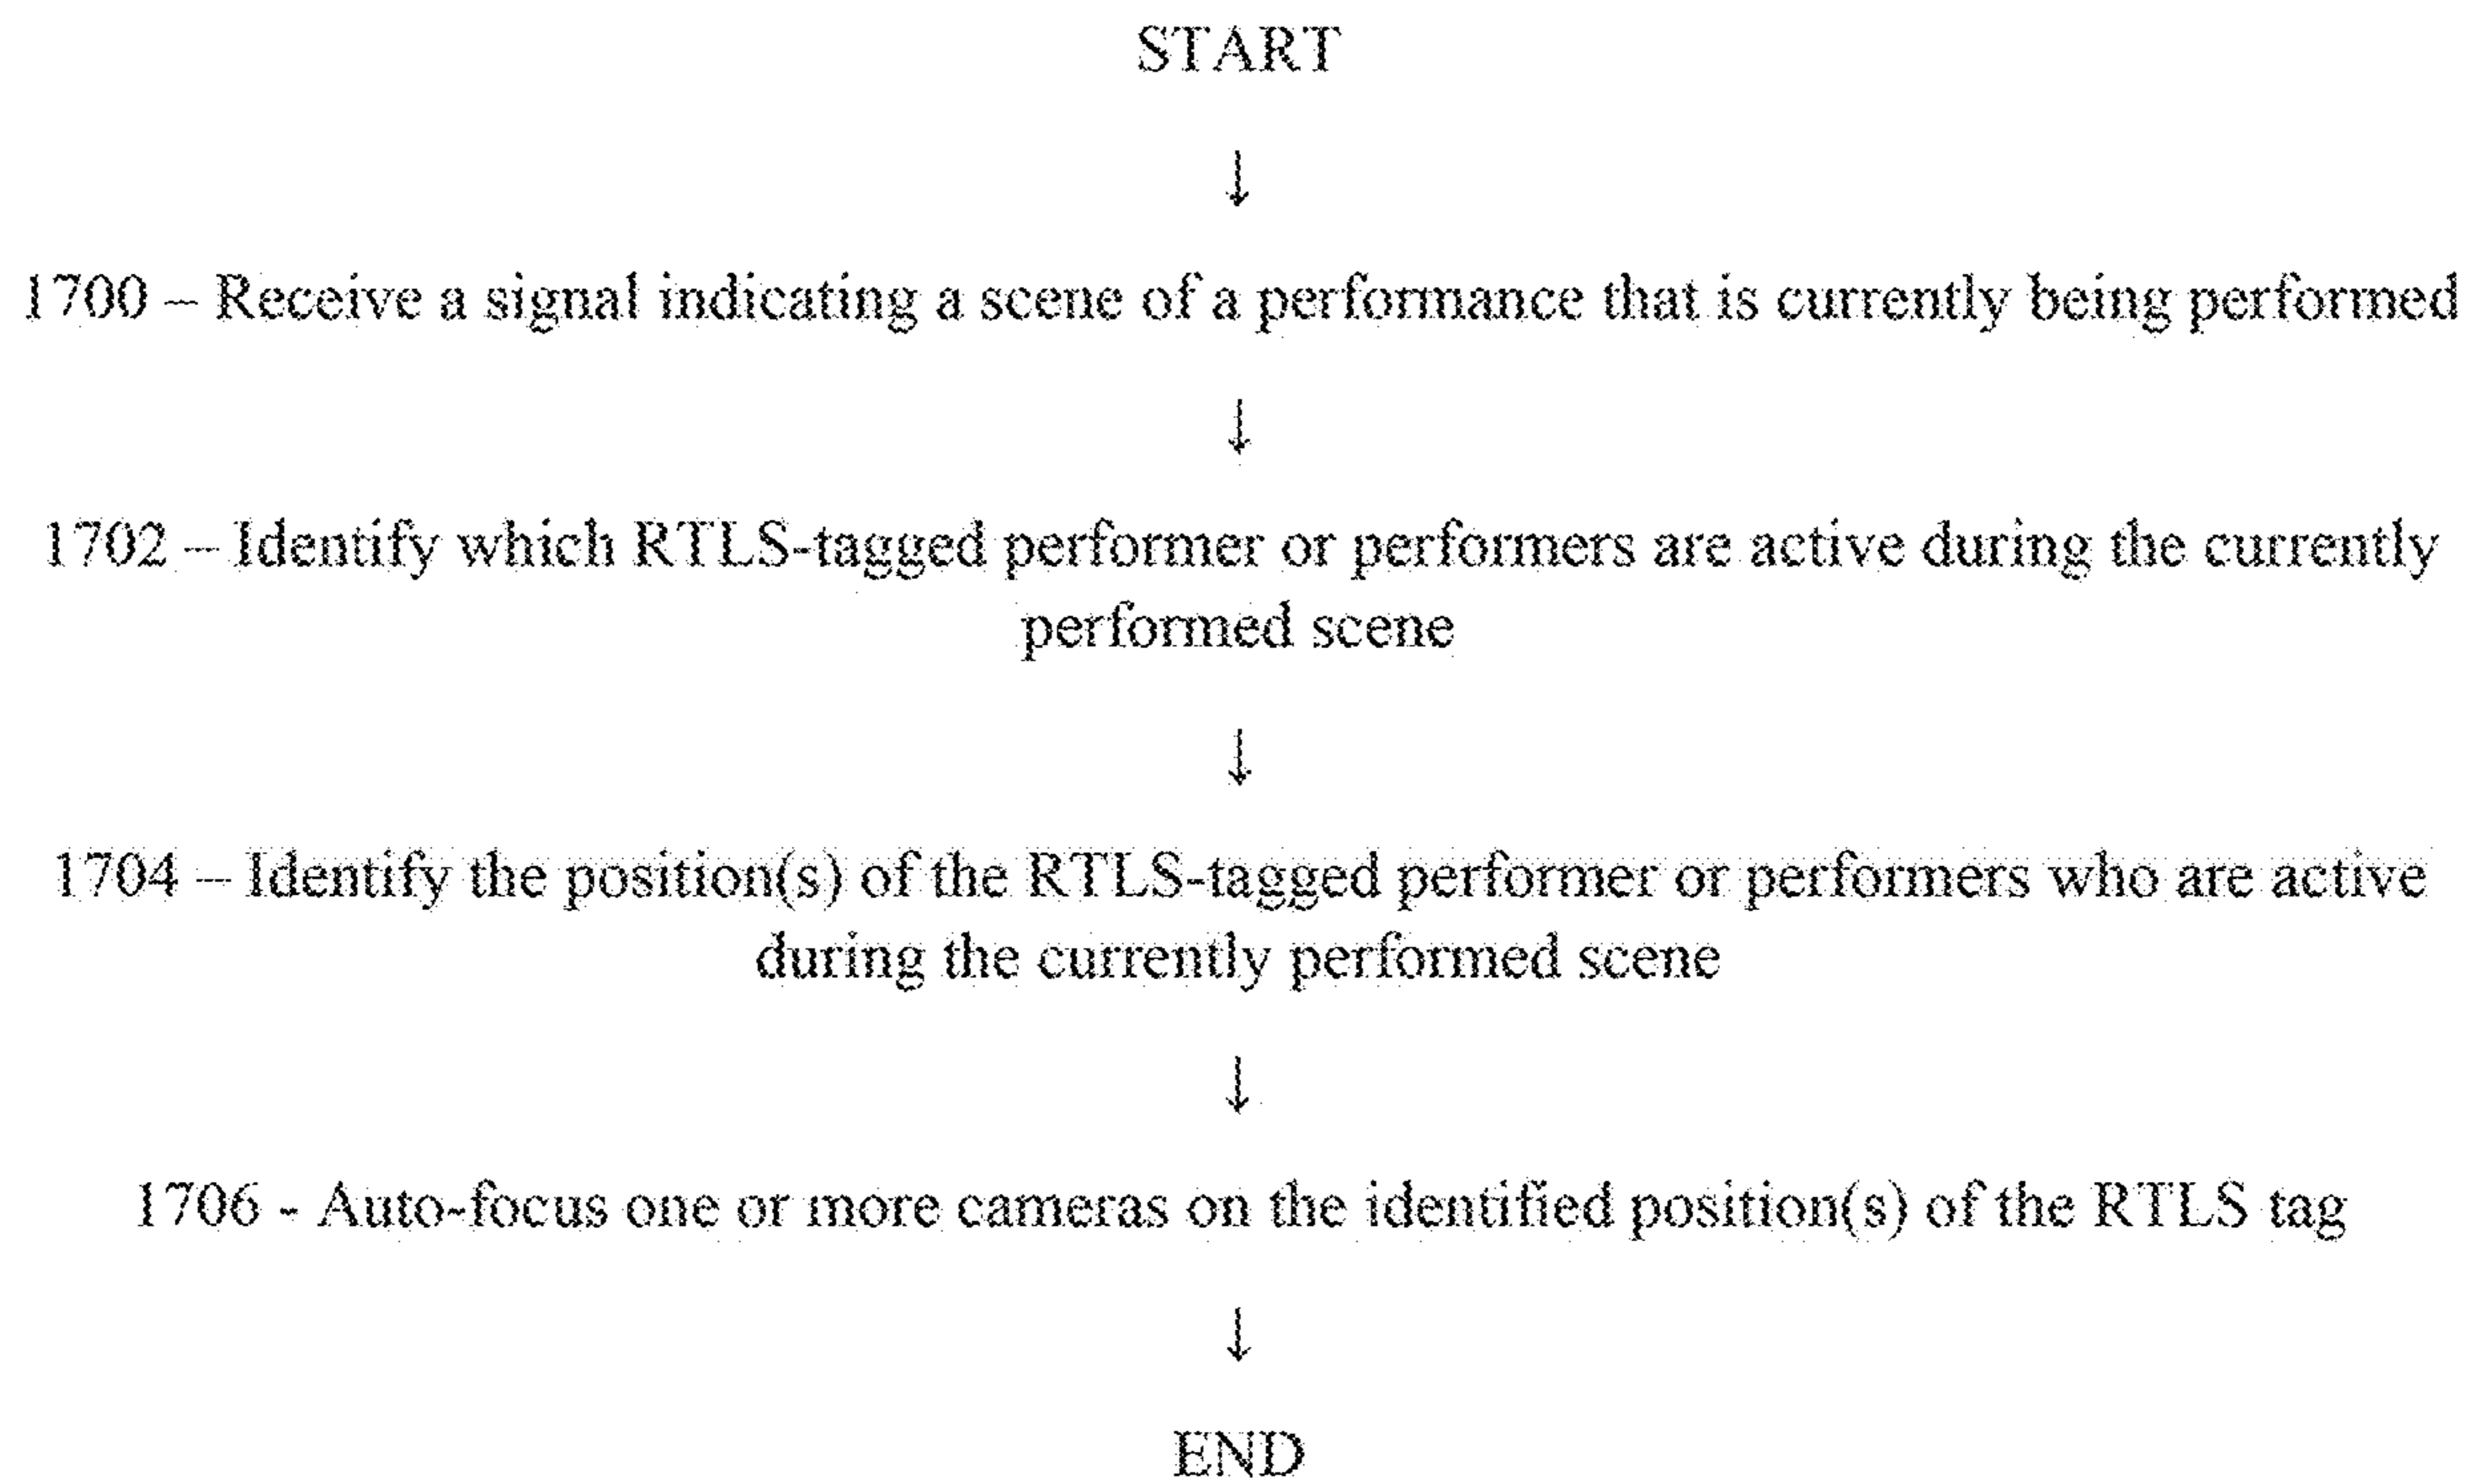 START
↓
1700 – Receive a signal indicating a scene of a performance that is currently being performed
↓
1702 – Identify which RTLS-tagged performer or performers are active during the currently
performed scene
↓
1704 – Identify the position(s) of the RTLS-tagged performer or performers who are active
during the currently performed scene
↓
1706 - Auto-focus one or more cameras on the identified position(s) of the RTLS tag
↓
END